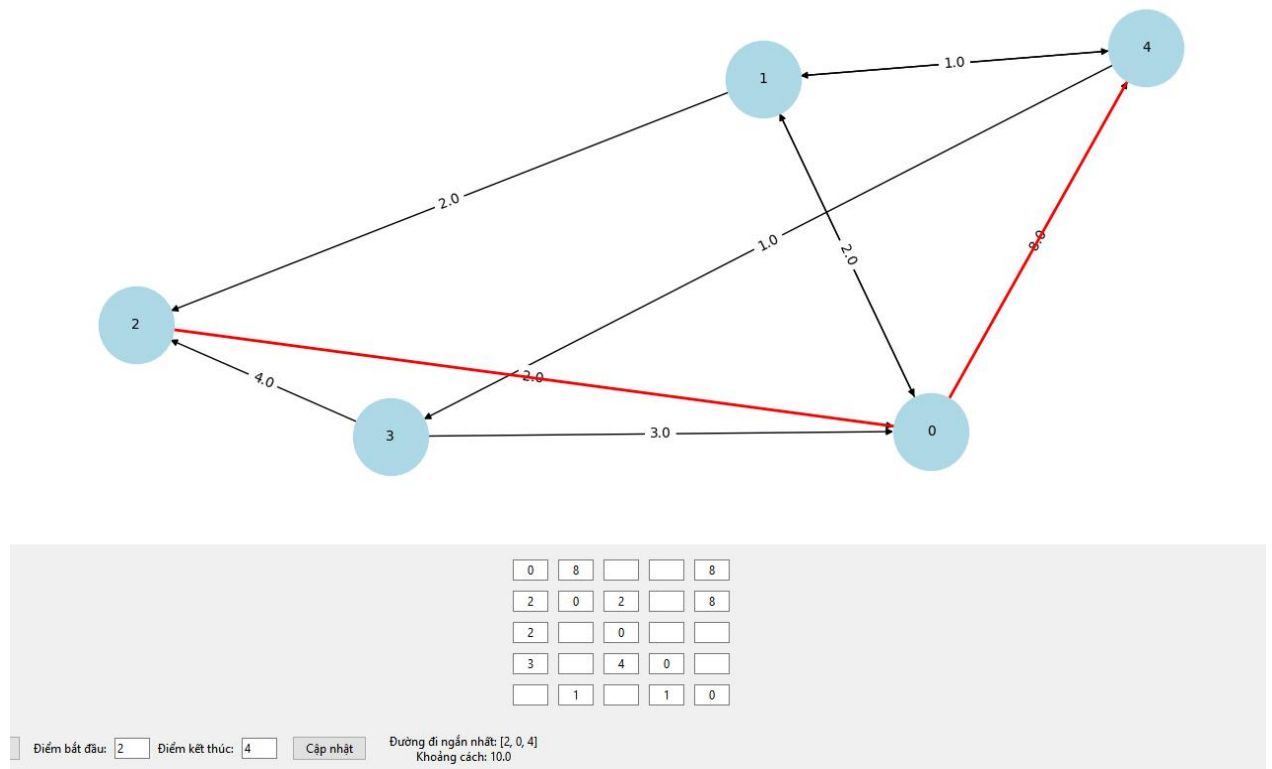 4
1.0
1
2.0
1.0
2.0
8.0
2
2.0
4.0
3
3.0
0
0 8 8
2 0 2 8
2 0
3 4 0
1 1 0
Điểm bắt đầu: 2 Điểm kết thúc: 4 Cập nhật
Đường đi ngắn nhất: [2, 0, 4]
Khoảng cách: 10.0